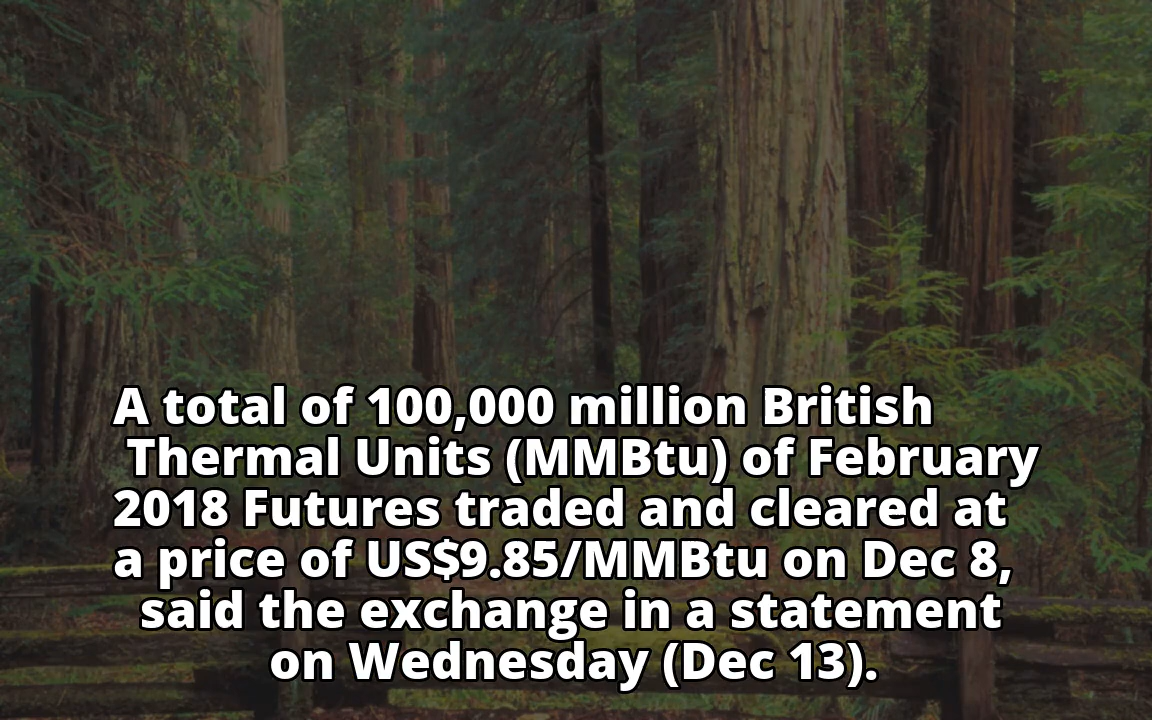 A total of 100,000 million British
Thermal Units (MMBtu) of February
2018 Futures traded and cleared at
a price of US$9.85/MMBtu on Dec 8,
said the exchange in a statement
on Wednesday (Dec 13).